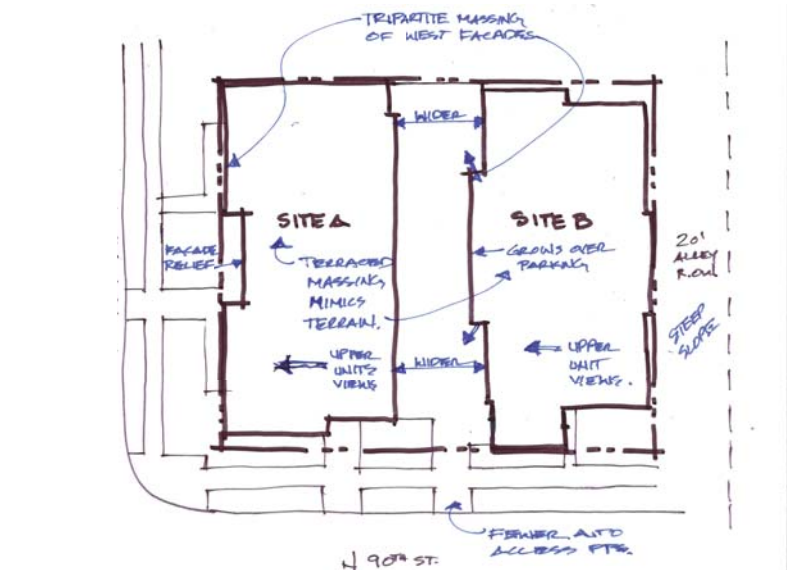 TRIPARTITE MASSING
OF WEST FACADES
WIDER
SITE A
SITE B
FACADE
RELIEF
TERRACED
MASSING
MIMICS
TERRAIN.
GROWS OVER
PARKING
20'
ALLEY
R.O.W.
STEEP
SLOPE
UPPER
UNITS
VIEWS
WIDER
UPPER
UNIT
VIEWS.
FEWER AUTO
ACCESS PTS.
N 90TH ST.